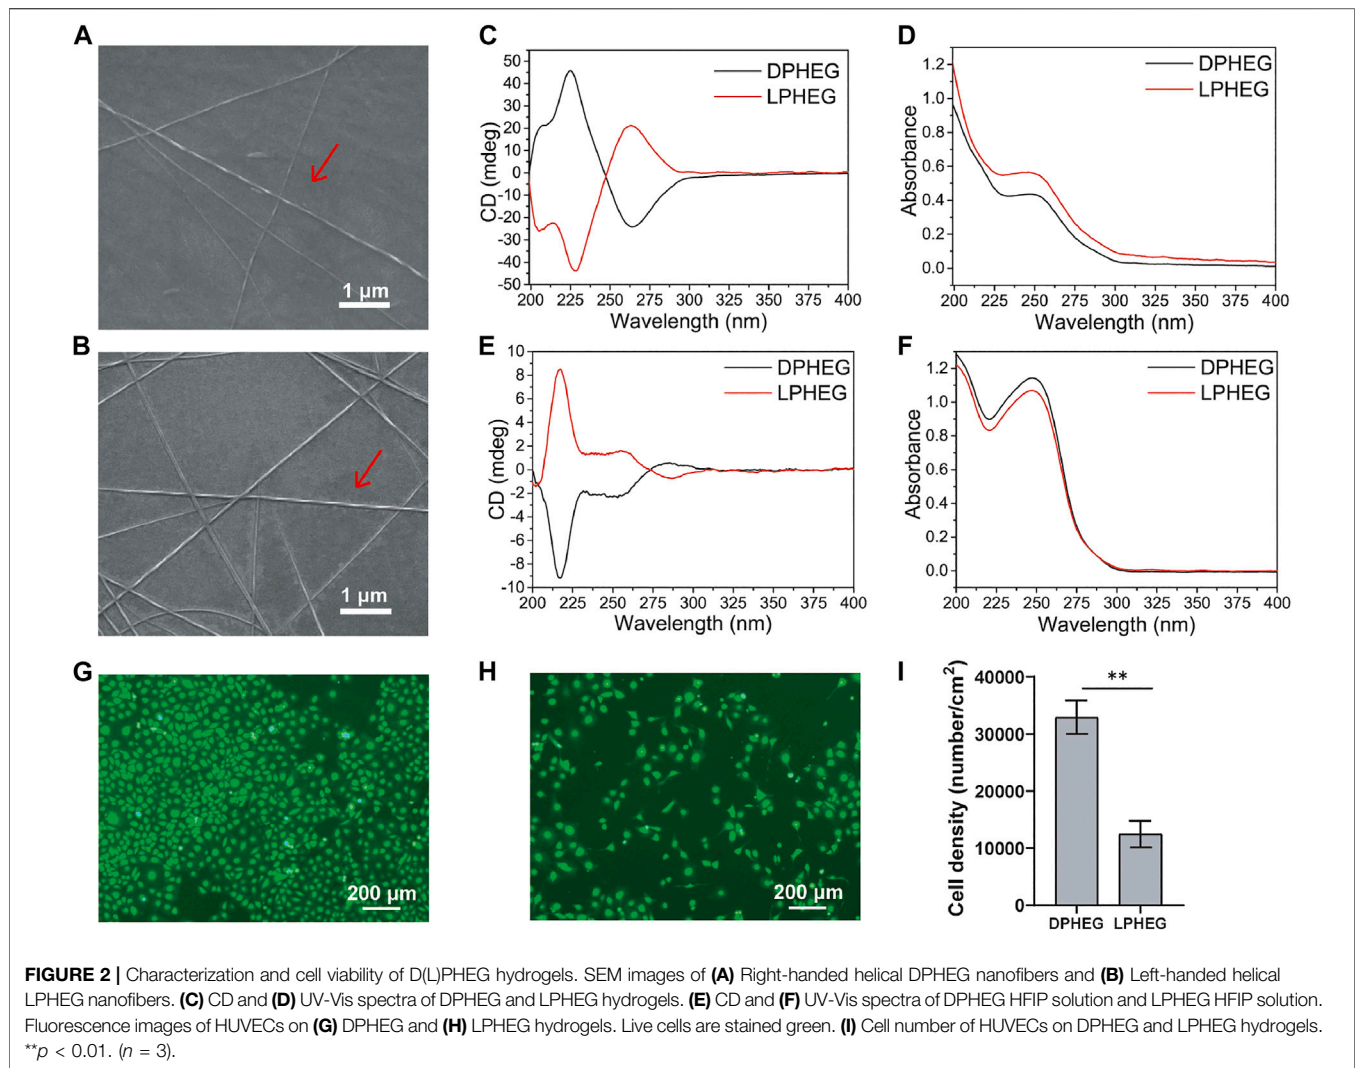 A
1 µm
B
1 µm
C
50
40
30
20
10
0
-10
-20
-30
-40
-50
CD (mdeg)
DPHEG
LPHEG
200 225 250 275 300 325 350 375 400
Wavelength (nm)
D
1.2
1.0
0.8
0.6
0.4
0.2
0.0
Absorbance
DPHEG
LPHEG
200 225 250 275 300 325 350 375 400
Wavelength (nm)
E
10
8
6
4
2
0
-2
-4
-6
-8
-10
CD (mdeg)
DPHEG
LPHEG
200 225 250 275 300 325 350 375 400
Wavelength (nm)
F
1.2
1.0
0.8
0.6
0.4
0.2
0.0
Absorbance
DPHEG
LPHEG
200 225 250 275 300 325 350 375 400
Wavelength (nm)
G
200 µm
H
200 µm
I
Cell density (number/cm²)
40000
30000
20000
10000
0
**
DPHEG LPHEG
FIGURE 2 | Characterization and cell viability of D(L)PHEG hydrogels. SEM images of (A) Right-handed helical DPHEG nanofibers and (B) Left-handed helical
LPHEG nanofibers. (C) CD and (D) UV-Vis spectra of DPHEG and LPHEG hydrogels. (E) CD and (F) UV-Vis spectra of DPHEG HFIP solution and LPHEG HFIP solution.
Fluorescence images of HUVECs on (G) DPHEG and (H) LPHEG hydrogels. Live cells are stained green. (I) Cell number of HUVECs on DPHEG and LPHEG hydrogels.
**p < 0.01. (n = 3).